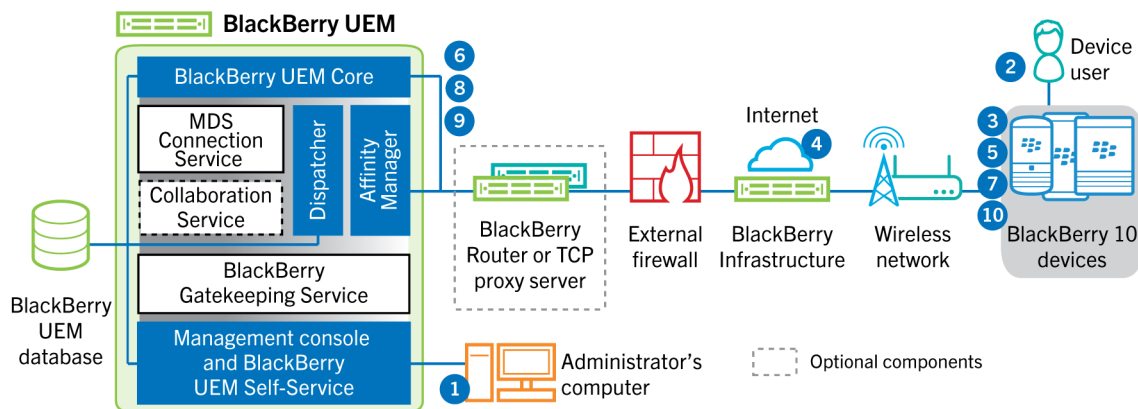 BlackBerry UEM
BlackBerry UEM Core
MDS
Connection
Service
Collaboration
Service
Dispatcher
Affinity
Manager
BlackBerry
Gatekeeping Service
Management console
and BlackBerry
UEM Self-Service
BlackBerry
UEM
database
6
8
9
1
Administrator's
computer
BlackBerry
Router or TCP
proxy server
External
firewall
Internet
4
BlackBerry
Infrastructure
Wireless
network
2
Device
user
3
5
7
10
BlackBerry 10
devices
Optional components